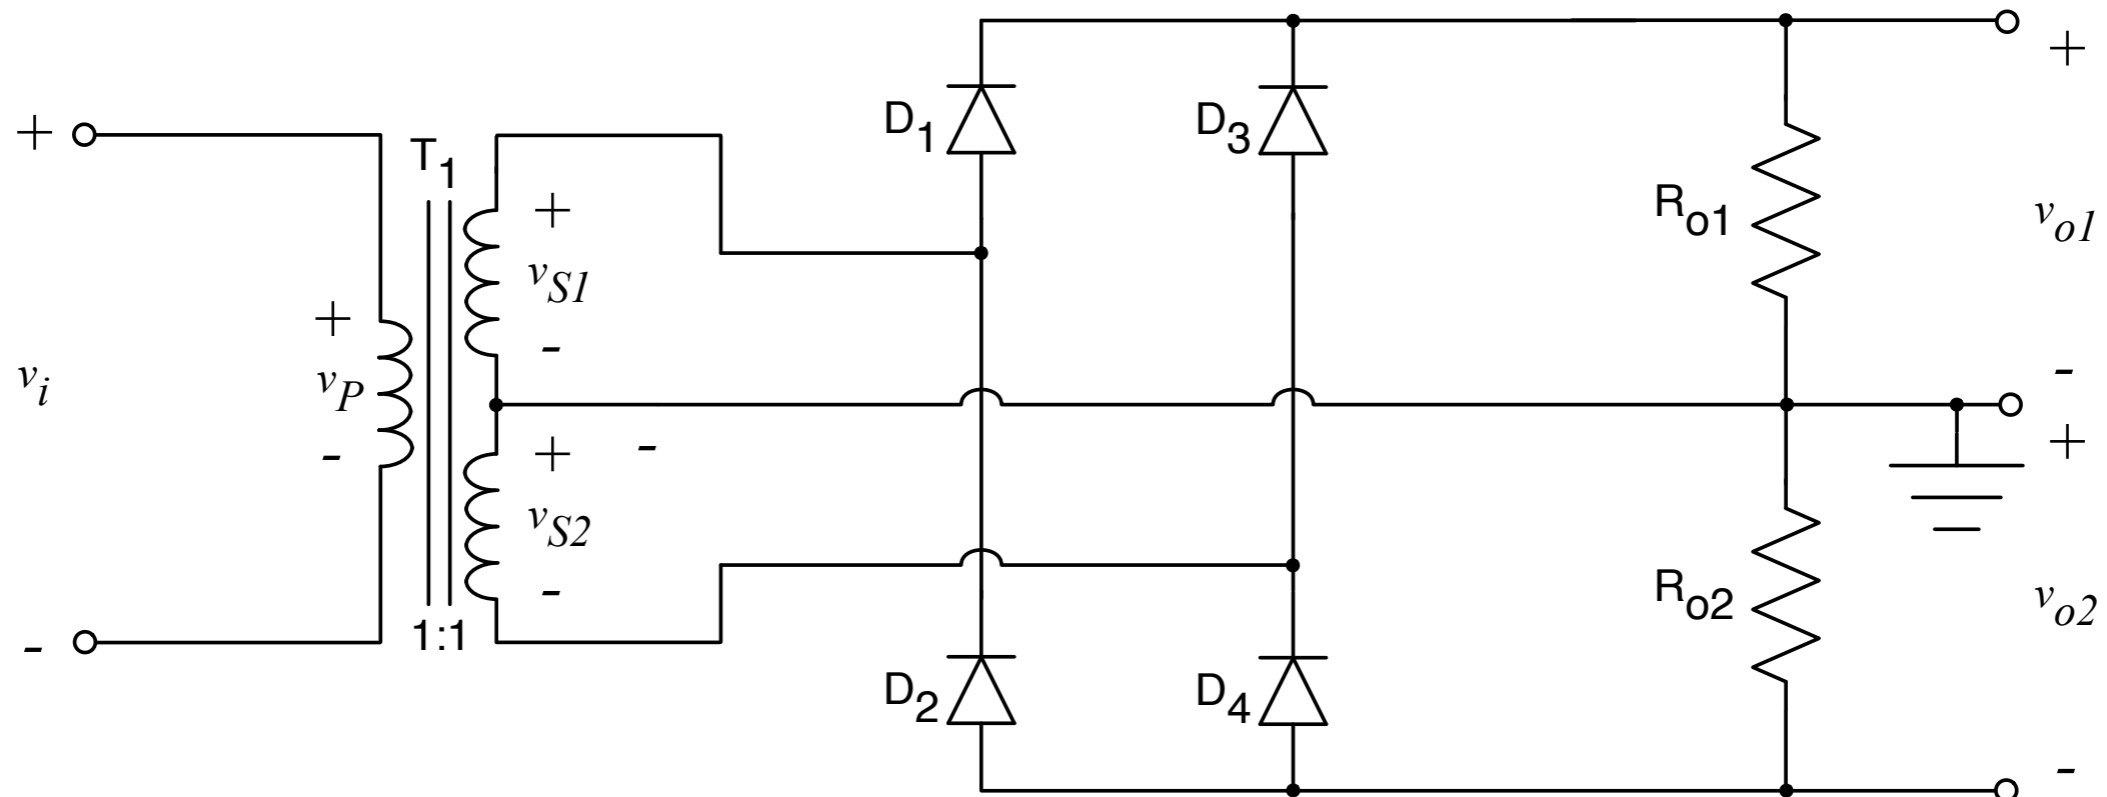 D1 D3
+ + T1
+ Ro1 vo1
vS1
+ - -
vi vP
- + - +
vS2 Ro2 vo2
-
- 1:1 D2 D4
-